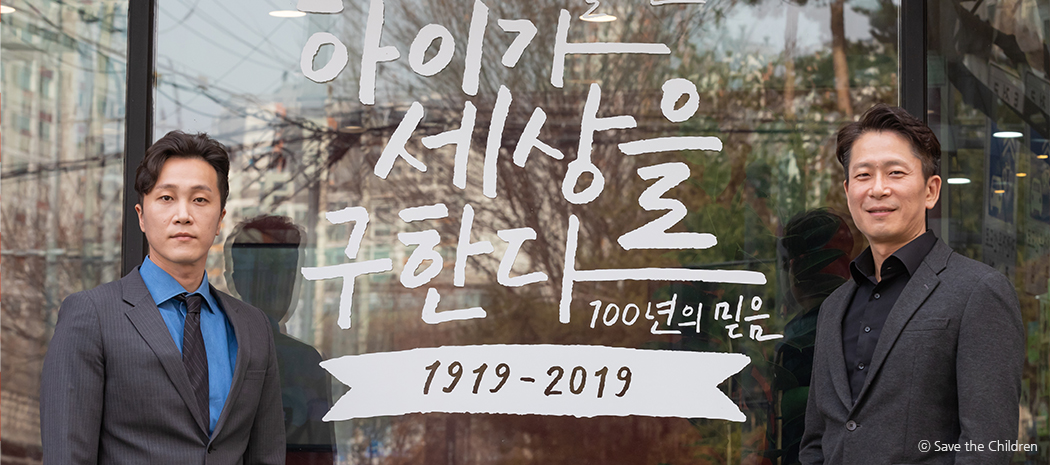 아이가
세상을
구한다
100년의 믿음
1919-2019
© Save the Children